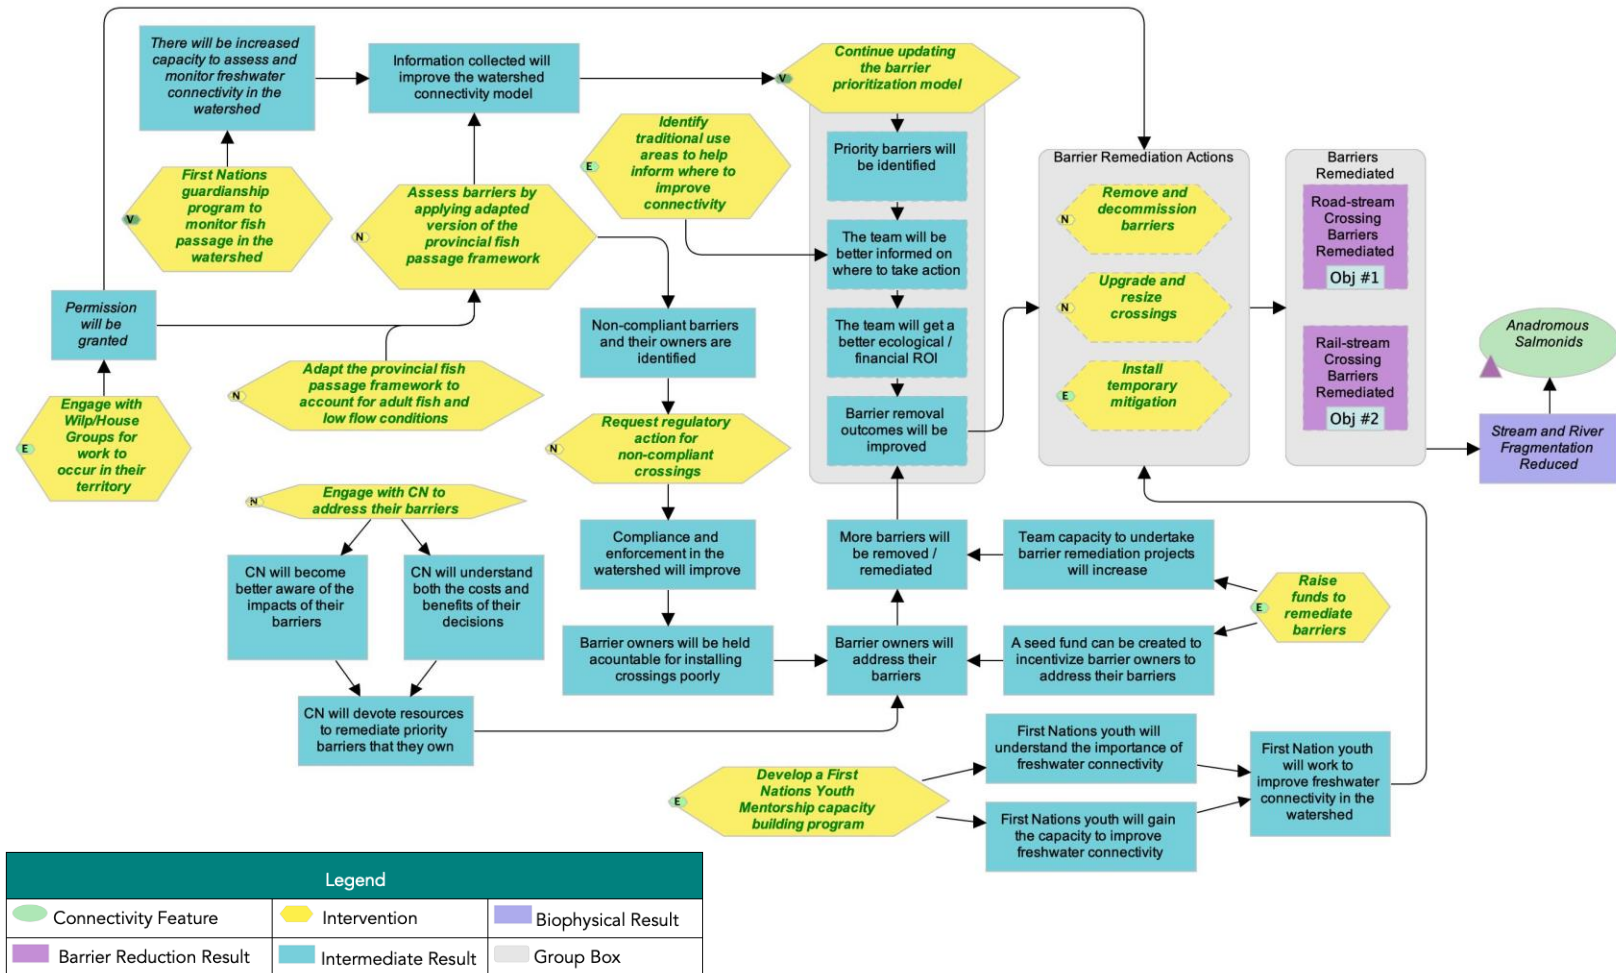 There will be increased
capacity to assess and
monitor freshwater
connectivity in the
watershed
Information collected will
improve the watershed
connectivity model
V
Continue updating
the barrier
prioritization model
E
Identify
traditional use
areas to help
inform where to
improve
connectivity
Priority barriers will
be identified
Barrier Remediation Actions
Barriers
Remediated
V
First Nations
guardianship
program to
monitor fish
passage in the
watershed
N
Assess barriers by
applying adapted
version of the
provincial fish
passage framework
The team will be
better informed on
where to take action
N
Remove and
decommission
barriers
Road-stream
Crossing
Barriers
Remediated
Obj #1
Permission
will be
granted
Non-compliant barriers
and their owners are
identified
The team will get a
better ecological /
financial ROI
N
Upgrade and
resize
crossings
Rail-stream
Crossing
Barriers
Remediated
Obj #2
Anadromous
Salmonids
N
Adapt the provincial fish
passage framework to
account for adult fish and
low flow conditions
E
Install
temporary
mitigation
E
Engage with
Wilp/House
Groups for
work to
occur in their
territory
N
Request regulatory
action for
non-compliant
crossings
Barrier removal
outcomes will be
improved
Stream and River
Fragmentation
Reduced
N
Engage with CN to
address their barriers
CN will become
better aware of the
impacts of their
barriers
CN will understand
both the costs and
benefits of their
decisions
Compliance and
enforcement in the
watershed will improve
More barriers will
be removed /
remediated
Team capacity to undertake
barrier remediation projects
will increase
E
Raise
funds to
remediate
barriers
Barrier owners will be held
acountable for installing
crossings poorly
Barrier owners will
address their
barriers
A seed fund can be created to
incentivize barrier owners to
address their barriers
CN will devote resources
to remediate priority
barriers that they own
E
Develop a First
Nations Youth
Mentorship capacity
building program
First Nations youth will
understand the importance of
freshwater connectivity
First Nations youth will gain
the capacity to improve
freshwater connectivity
First Nation youth
will work to
improve freshwater
connectivity in the
watershed
Legend
Connectivity Feature
Intervention
Biophysical Result
Barrier Reduction Result
Intermediate Result
Group Box